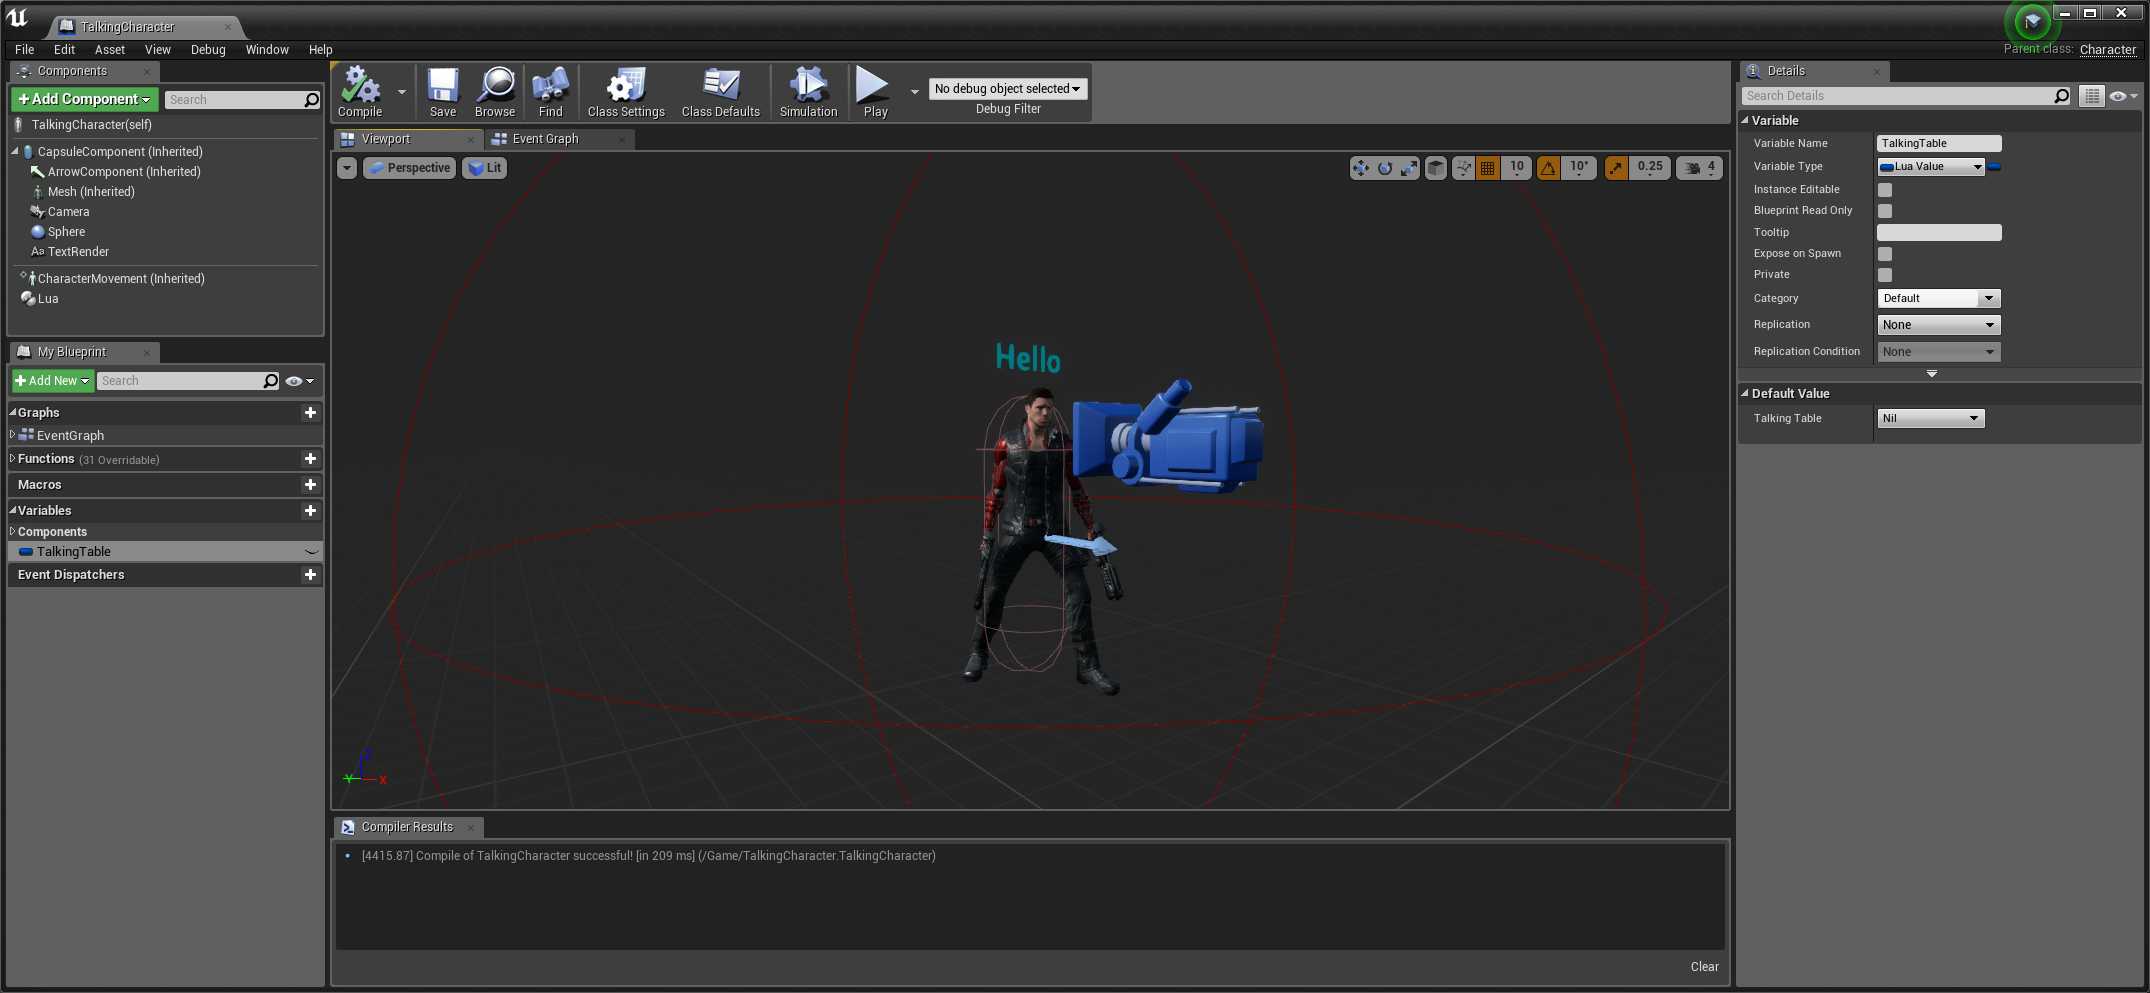 TalkingCharacter
File Edit Asset View Debug Window Help
Parent class: Character
Components
+ Add Component
Search
TalkingCharacter(self)
CapsuleComponent (Inherited)
ArrowComponent (Inherited)
Mesh (Inherited)
Camera
Sphere
Aa TextRender
CharacterMovement (Inherited)
Lua
My Blueprint
+ Add New
Search
Graphs
EventGraph
Functions (31 Overridable)
Macros
Variables
Components
TalkingTable
Event Dispatchers
Compile
Save
Browse
Find
Class Settings
Class Defaults
Simulation
Play
No debug object selected
Debug Filter
Viewport
Event Graph
Perspective
Lit
10
10°
0.25
4
Hello
Z
Y
X
Compiler Results
[4415.87] Compile of TalkingCharacter successful! [in 209 ms] (/Game/TalkingCharacter.TalkingCharacter)
Clear
Details
Search Details
Variable
Variable Name TalkingTable
Variable Type Lua Value
Instance Editable
Blueprint Read Only
Tooltip
Expose on Spawn
Private
Category Default
Replication None
Replication Condition None
Default Value
Talking Table Nil